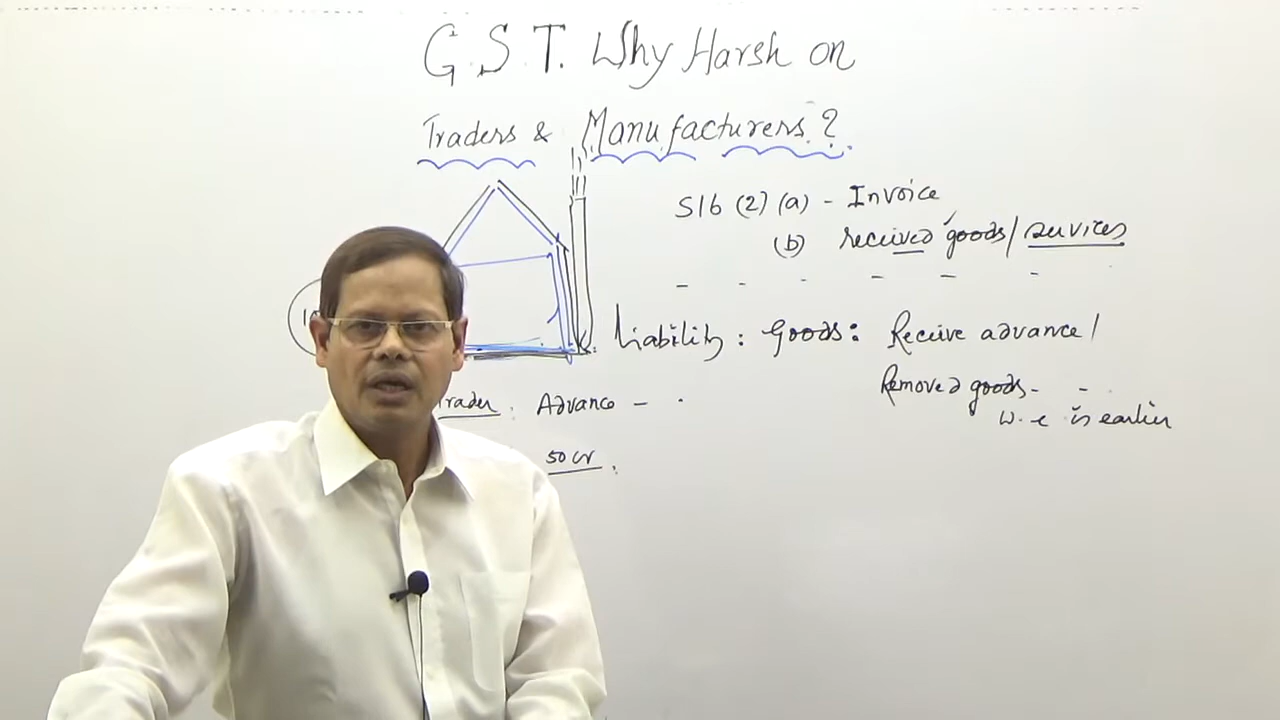 G.S.T. Why Harsh on
Traders & Manufacturers?
S16 (2) (a) - Invoice
(b) received goods/services
Liability : Goods: Receive advance/
Removed goods - -
w.e is earlier
Trader: Advance - .
50 cr.